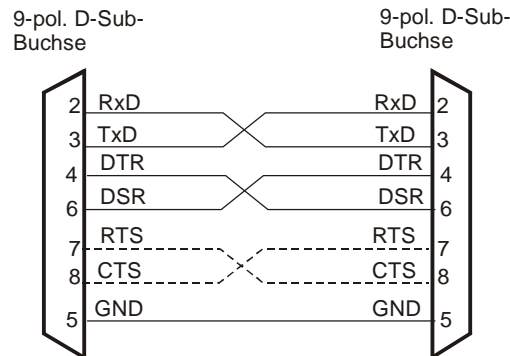 9-pol. D-Sub-
Buchse
9-pol. D-Sub-
Buchse
2 RxD RxD 2
3 TxD TxD 3
4 DTR DTR 4
6 DSR DSR 6
7 RTS RTS 7
8 CTS CTS 8
5 GND GND 5